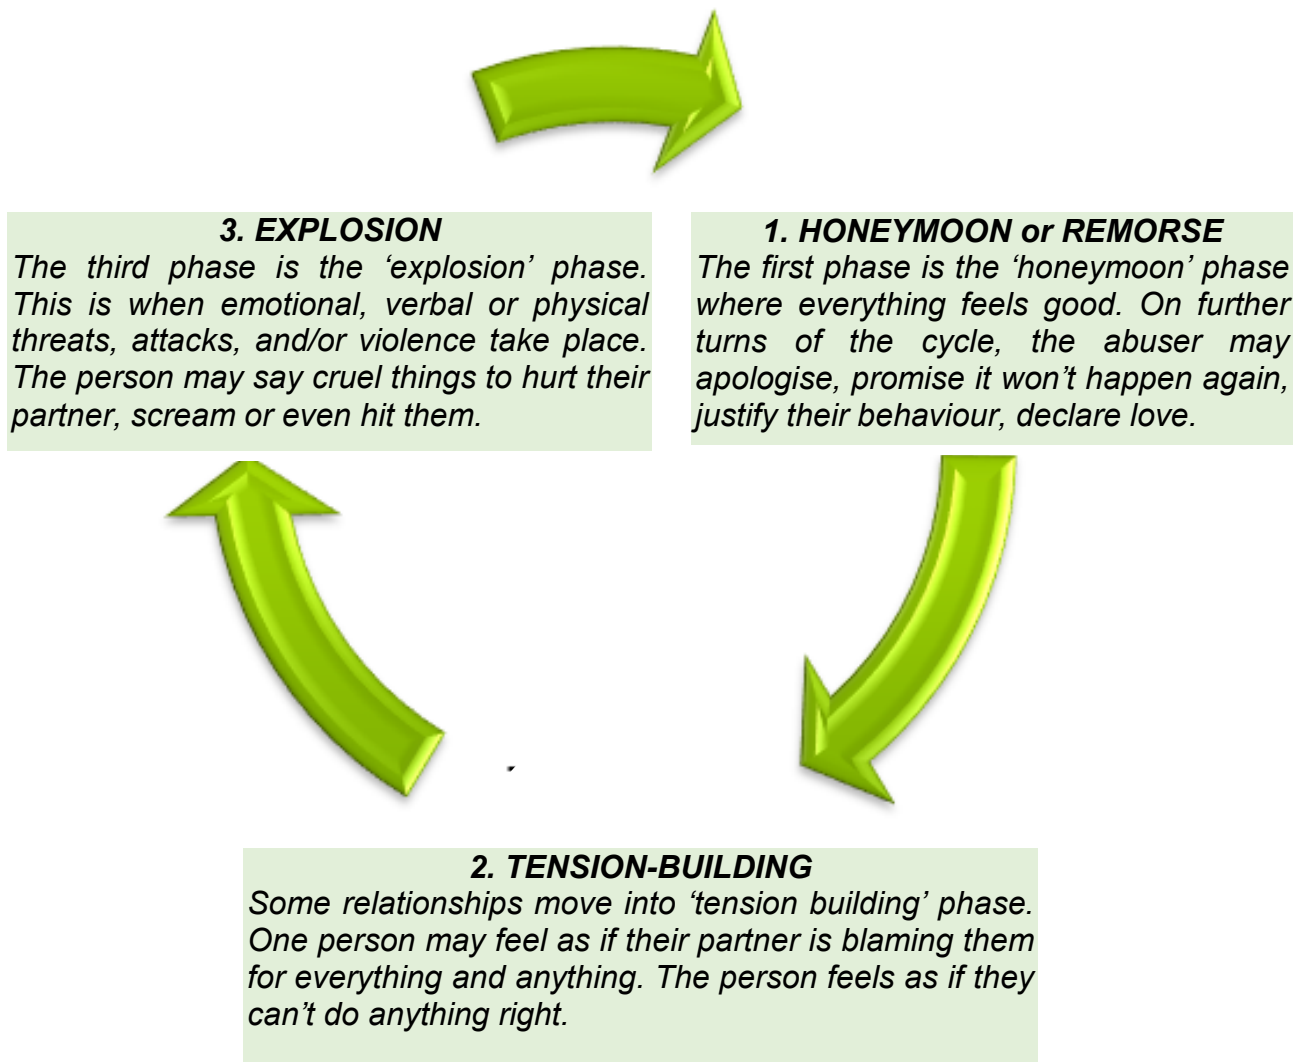 3. EXPLOSION
The third phase is the ‘explosion’ phase.
This is when emotional, verbal or physical
threats, attacks, and/or violence take place.
The person may say cruel things to hurt their
partner, scream or even hit them.
1. HONEYMOON or REMORSE
The first phase is the ‘honeymoon’ phase
where everything feels good. On further
turns of the cycle, the abuser may
apologise, promise it won’t happen again,
justify their behaviour, declare love.
2. TENSION-BUILDING
Some relationships move into ‘tension building’ phase.
One person may feel as if their partner is blaming them
for everything and anything. The person feels as if they
can’t do anything right.